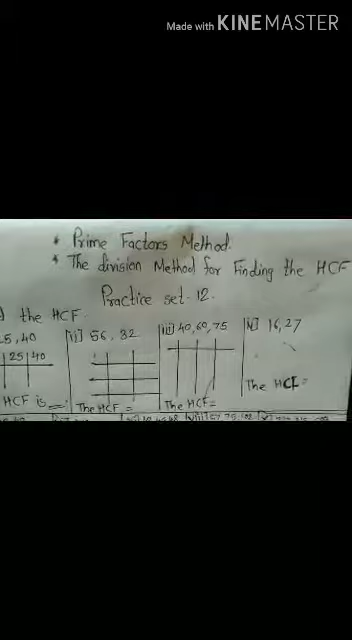 Made with KINEMASTER
* Prime Factors Method.
* The division Method for Finding the HCF
Practice set - 12.
the HCF.
5, 40 ii] 56, 32 iii] 40, 60, 75 iv] 16, 27
25 40
HCF is The HCF = The HCF = The HCF =